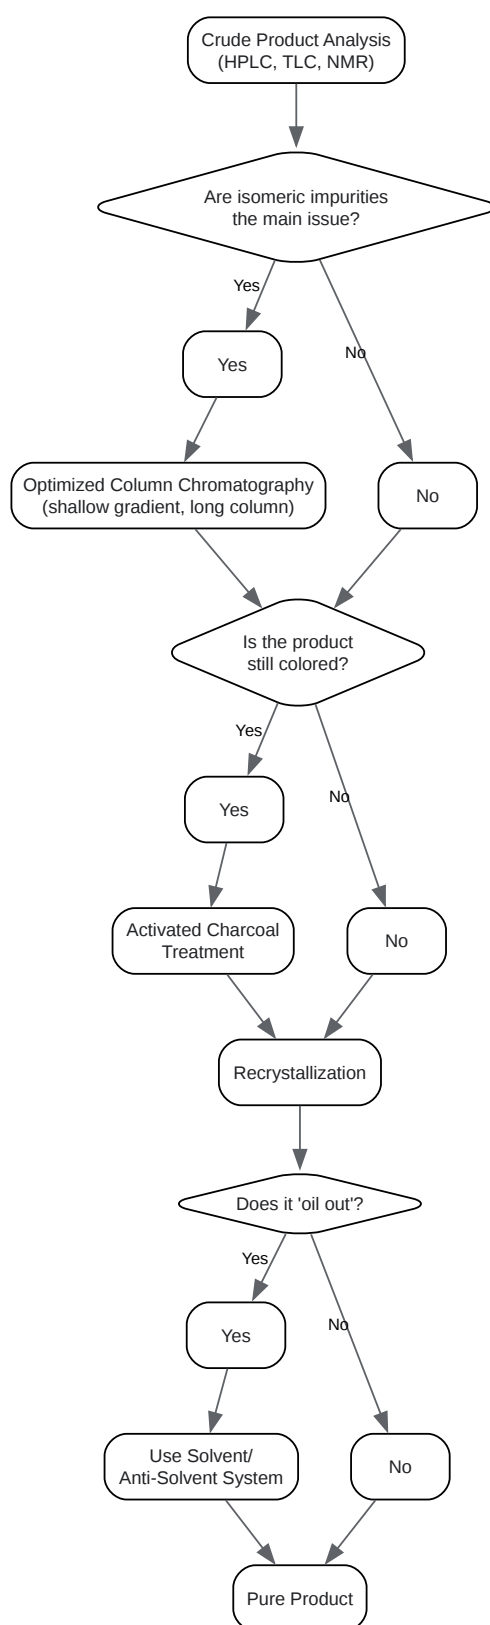 Crude Product Analysis
(HPLC, TLC, NMR)
Are isomeric impurities
the main issue?
Yes
No
Yes
Optimized Column Chromatography
(shallow gradient, long column)
No
Is the product
still colored?
Yes
No
Yes
Activated Charcoal
Treatment
No
Recrystallization
Does it 'oil out'?
Yes
No
Yes
Use Solvent/
Anti-Solvent System
No
Pure Product